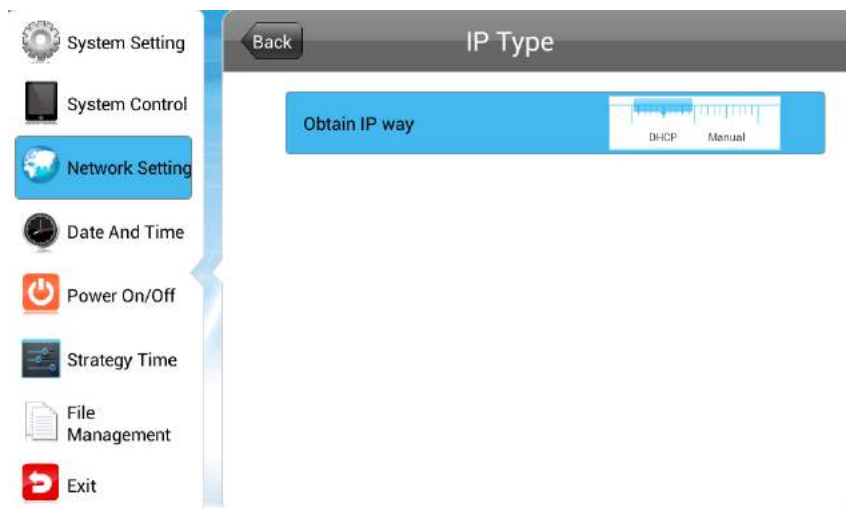 System Setting
System Control
Network Setting
Date And Time
Power On/Off
Strategy Time
File
Management
Exit
Back
IP Type
Obtain IP way
DHCP Manual